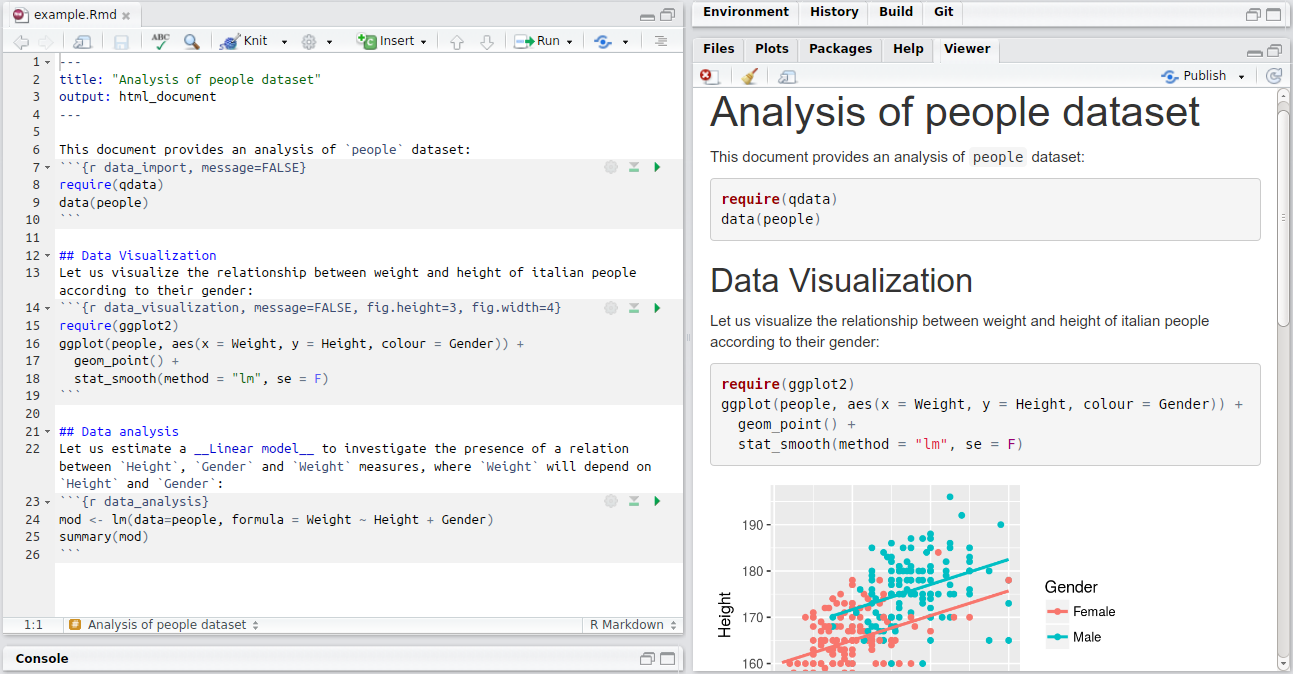 example.Rmd
ABC
Knit
Insert
Run
1 ---
2 title: "Analysis of people dataset"
3 output: html_document
4 ---
5
6 This document provides an analysis of `people` dataset:
7 ```{r data_import, message=FALSE}
8 require(qdata)
9 data(people)
10 ```
11
12 ## Data Visualization
13 Let us visualize the relationship between weight and height of italian people
according to their gender:
14 ```{r data_visualization, message=FALSE, fig.height=3, fig.width=4}
15 require(ggplot2)
16 ggplot(people, aes(x = Weight, y = Height, colour = Gender)) +
17   geom_point() +
18   stat_smooth(method = "lm", se = F)
19 ```
20
21 ## Data analysis
22 Let us estimate a __Linear model__ to investigate the presence of a relation
between `Height`, `Gender` and `Weight` measures, where `Weight` will depend on
`Height` and `Gender`:
23 ```{r data_analysis}
24 mod <- lm(data=people, formula = Weight ~ Height + Gender)
25 summary(mod)
26 ```
1:1 # Analysis of people dataset R Markdown
Console
Environment History Build Git
Files Plots Packages Help Viewer
Publish
Analysis of people dataset
This document provides an analysis of people dataset:
require(qdata)
data(people)
Data Visualization
Let us visualize the relationship between weight and height of italian people
according to their gender:
require(ggplot2)
ggplot(people, aes(x = Weight, y = Height, colour = Gender)) +
  geom_point() +
  stat_smooth(method = "lm", se = F)
Height
190
180
170
160
Gender
Female
Male